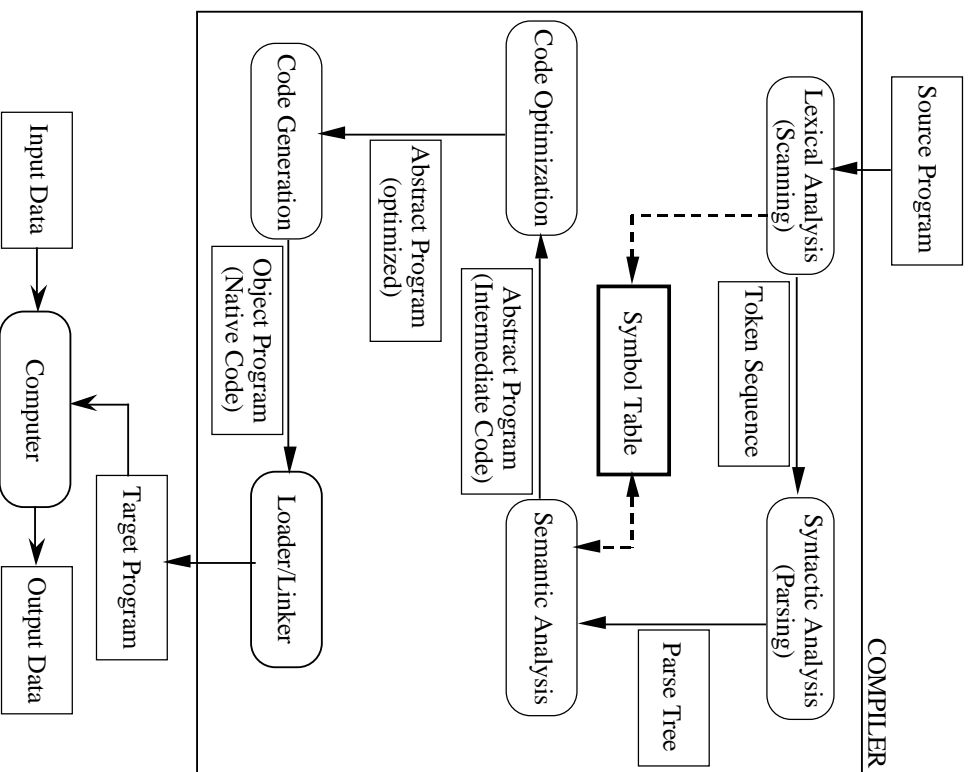 Source Program
COMPILER
Lexical Analysis
(Scanning)
Token Sequence
Syntactic Analysis
(Parsing)
Symbol Table
Parse Tree
Code Optimization
Abstract Program
(Intermediate Code)
Semantic Analysis
Abstract Program
(optimized)
Code Generation
Object Program
(Native Code)
Loader/Linker
Target Program
Input Data
Computer
Output Data